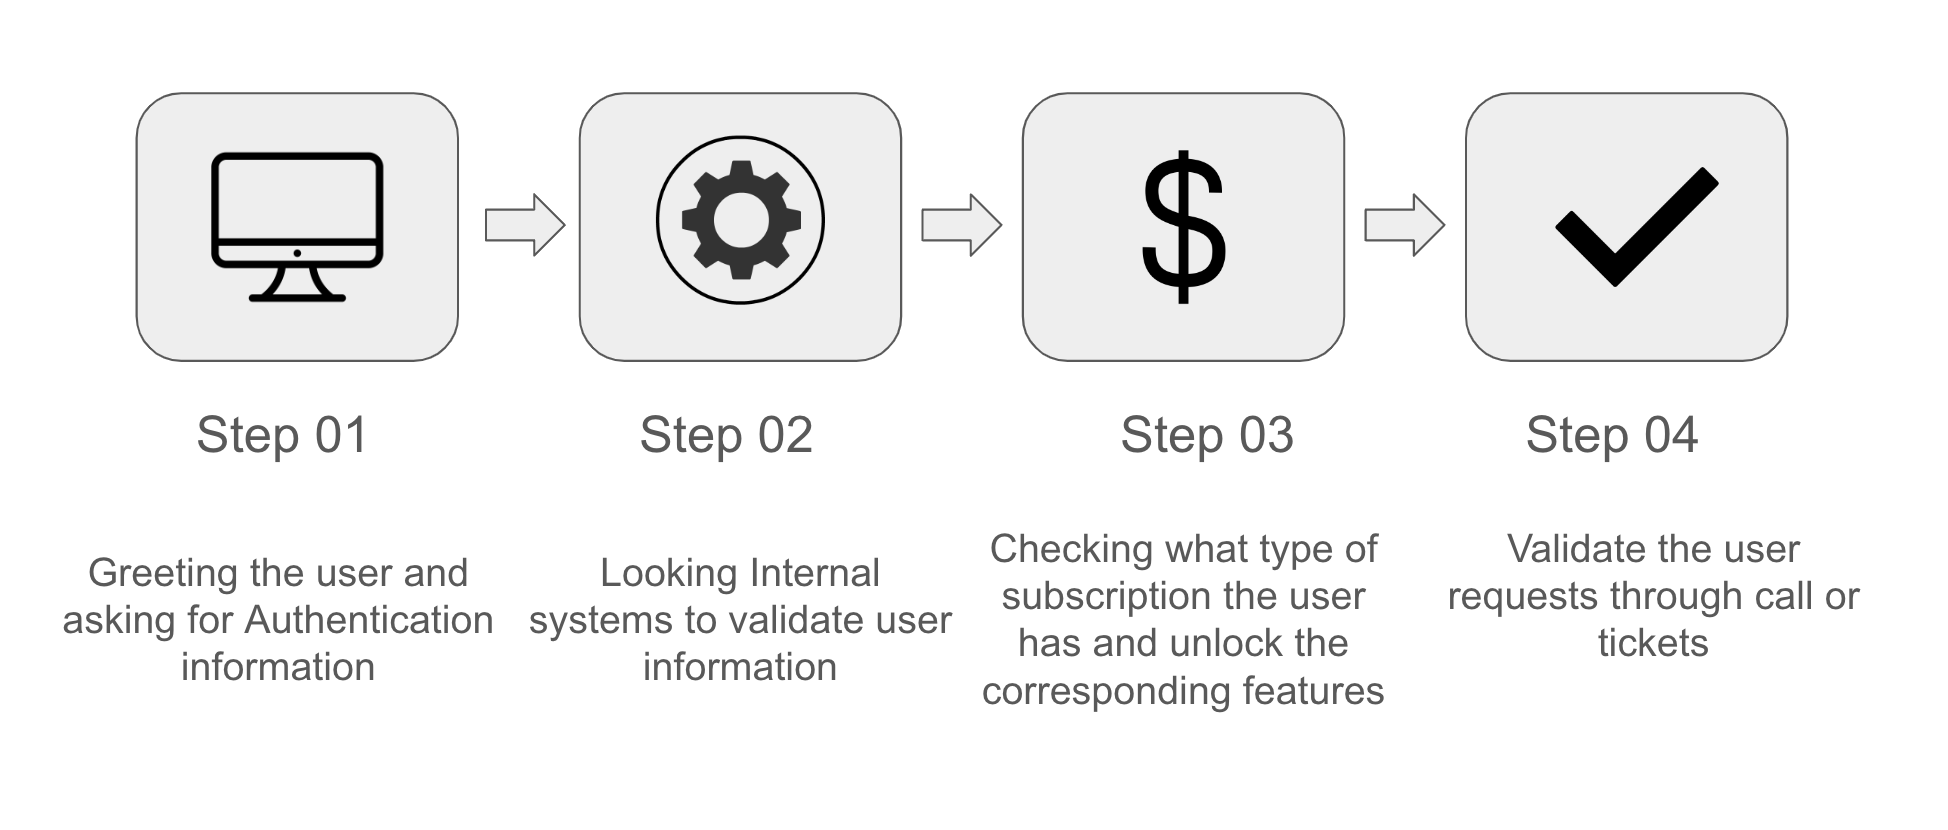 $
Step 01
Step 02
Step 03
Step 04
Greeting the user and
asking for Authentication
information
Looking Internal
systems to validate user
information
Checking what type of
subscription the user
has and unlock the
corresponding features
Validate the user
requests through call or
tickets